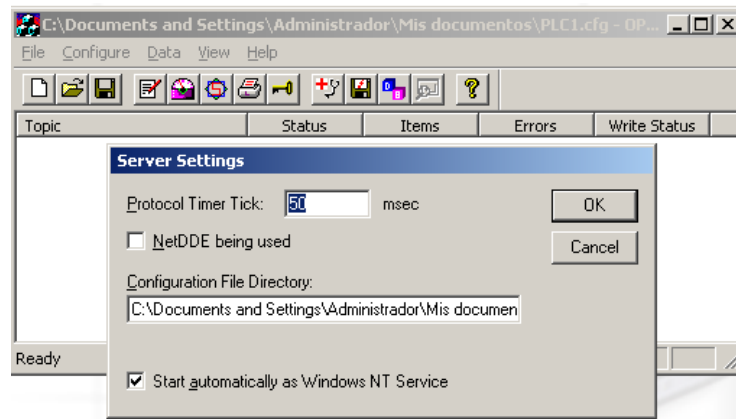 C:\Documents and Settings\Administrador\Mis documentos\PLC1.cfg - OP...
File Configure Data View Help
Topic Status Items Errors Write Status
Server Settings
Protocol Timer Tick: 50 msec OK
NetDDE being used
Cancel
Configuration File Directory:
C:\Documents and Settings\Administrador\Mis documen
Ready
Start automatically as Windows NT Service